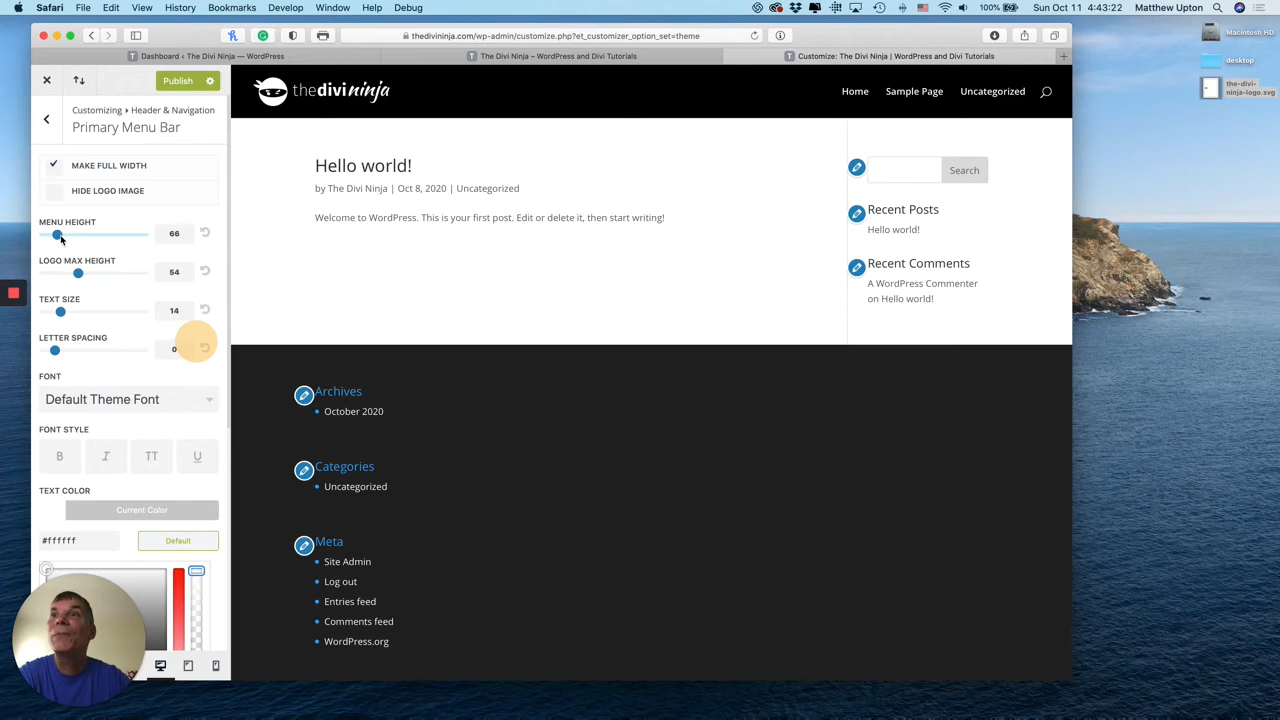 Safari File Edit View History Bookmarks Develop Window Help Debug
100% Sun Oct 11 4:43:22 Matthew Upton
thedivininja.com/wp-admin/customize.php?et_customizer_option_set=theme
Dashboard ‹ The Divi Ninja — WordPress
The Divi Ninja – WordPress and Divi Tutorials
Customize: The Divi Ninja | WordPress and Divi Tutorials
Macintosh HD
desktop
the-divi-
ninja-logo.svg
Publish
Customizing ▸ Header & Navigation
Primary Menu Bar
MAKE FULL WIDTH
HIDE LOGO IMAGE
MENU HEIGHT
66
LOGO MAX HEIGHT
54
TEXT SIZE
14
LETTER SPACING
0
FONT
Default Theme Font
FONT STYLE
B I TT U
TEXT COLOR
Current Color
#ffffff
Default
thedivininja
Home Sample Page Uncategorized
Hello world!
by The Divi Ninja | Oct 8, 2020 | Uncategorized
Welcome to WordPress. This is your first post. Edit or delete it, then start writing!
Search
Recent Posts
Hello world!
Recent Comments
A WordPress Commenter
on Hello world!
Archives
October 2020
Categories
Uncategorized
Meta
Site Admin
Log out
Entries feed
Comments feed
WordPress.org